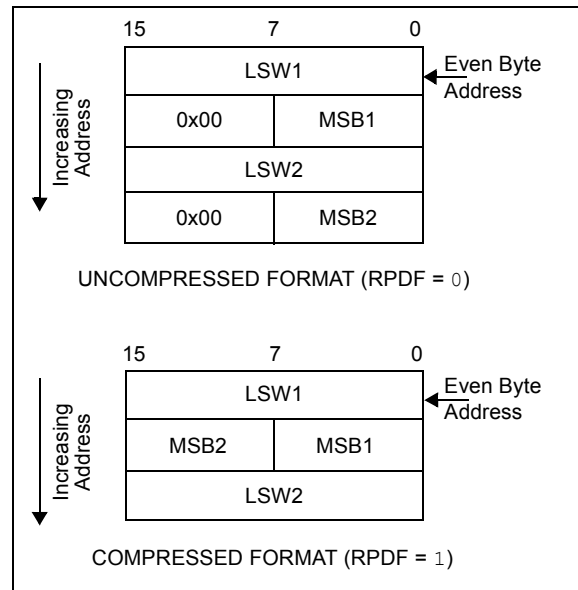 15 7 0
LSW1
Even Byte
Address
0x00 MSB1
LSW2
0x00 MSB2
Increasing
Address
UNCOMPRESSED FORMAT (RPDF = 0)
15 7 0
LSW1
Even Byte
Address
MSB2 MSB1
LSW2
Increasing
Address
COMPRESSED FORMAT (RPDF = 1)